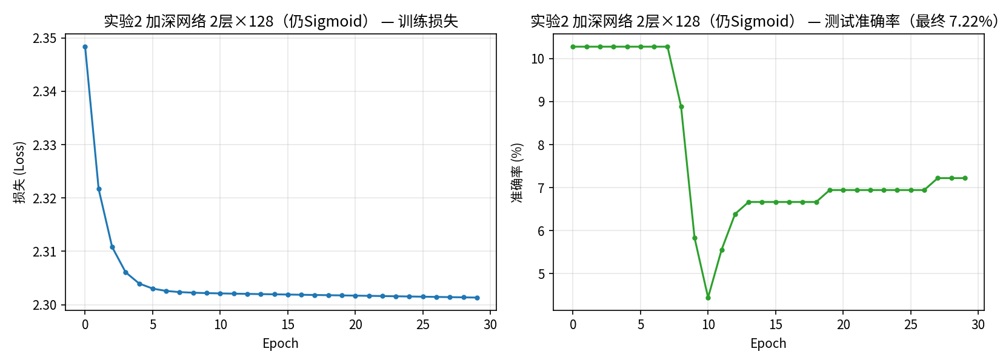 实验2 加深网络 2层×128（仍Sigmoid） — 训练损失
2.35
2.34
2.33
2.32
2.31
2.30
损失 (Loss)
0 5 10 15 20 25 30
Epoch
实验2 加深网络 2层×128（仍Sigmoid） — 测试准确率（最终 7.22%）
10
9
8
7
6
5
准确率 (%)
0 5 10 15 20 25 30
Epoch